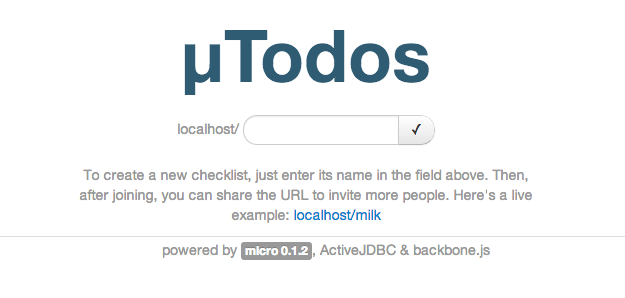 µTodos
localhost/ ✓
To create a new checklist, just enter its name in the field above. Then,
after joining, you can share the URL to invite more people. Here's a live
example: localhost/milk
powered by micro 0.1.2, ActiveJDBC & backbone.js